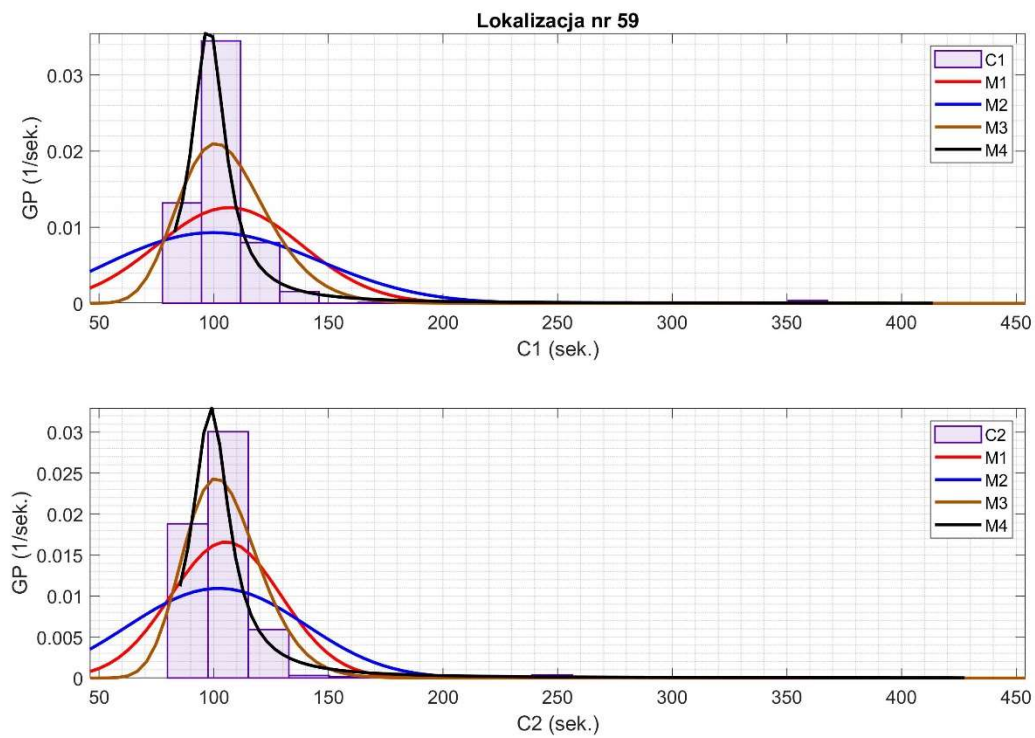 Lokalizacja nr 59
GP (1/sek.)
0.03
0.02
0.01
0
50 100 150 200 250 300 350 400 450
C1 (sek.)
C1
M1
M2
M3
M4
GP (1/sek.)
0.03
0.025
0.02
0.015
0.01
0.005
0
50 100 150 200 250 300 350 400 450
C2 (sek.)
C2
M1
M2
M3
M4